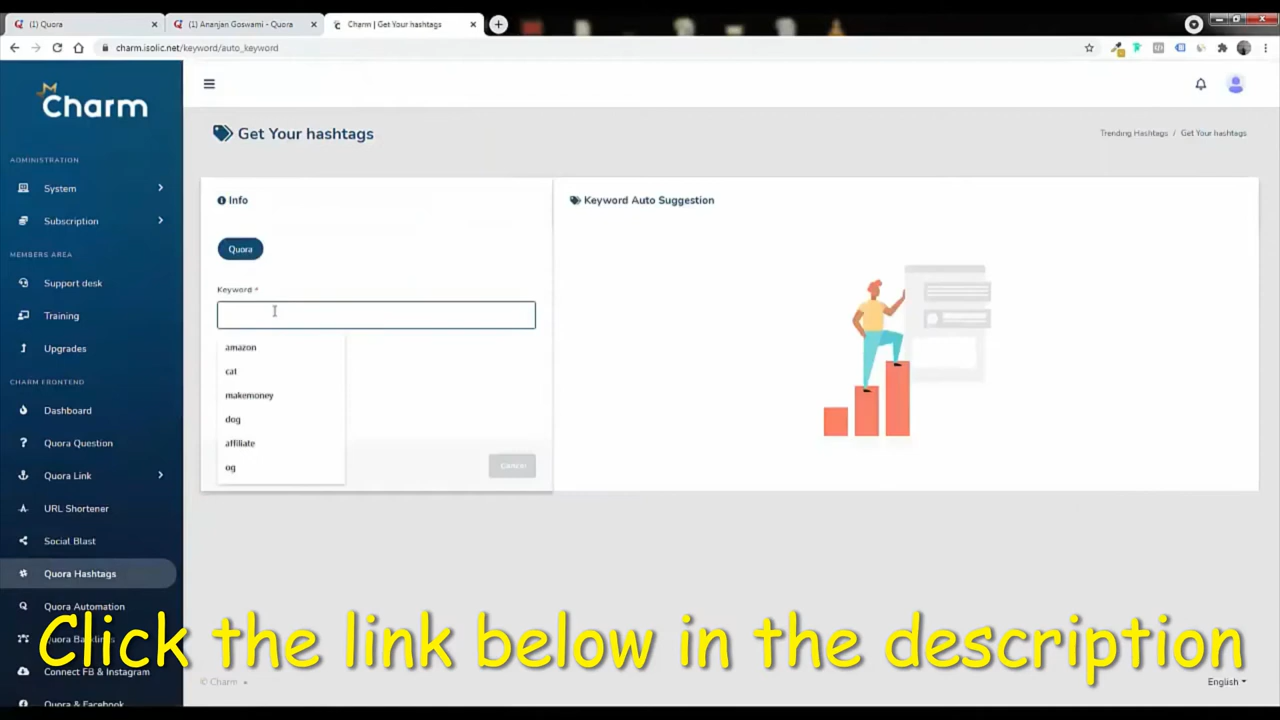 (1) Quora
(1) Ananjan Goswami - Quora
Charm | Get Your hashtags
charm.isolic.net/keyword/auto_keyword
Charm
ADMINISTRATION
System
Subscription
MEMBERS AREA
Support desk
Training
Upgrades
CHARM FRONTEND
Dashboard
Quora Question
Quora Link
URL Shortener
Social Blast
Quora Hashtags
Quora Automation
Connect FB & Instagram
Quora & Facebook
Get Your hashtags
Trending Hashtags / Get Your hashtags
Info
Quora
Keyword *
amazon
cat
makemoney
dog
affiliate
og
Cancel
Keyword Auto Suggestion
Click the link below in the description
© Charm
English